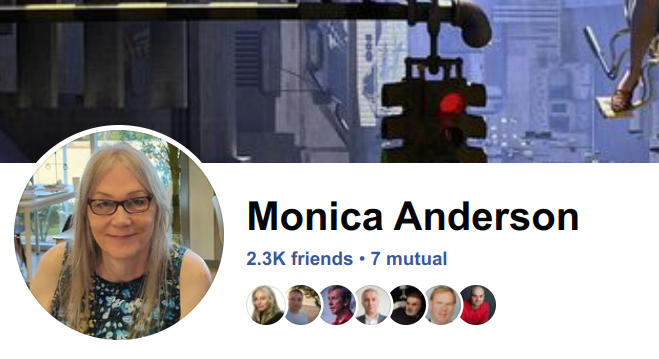 Monica Anderson
2.3K friends • 7 mutual